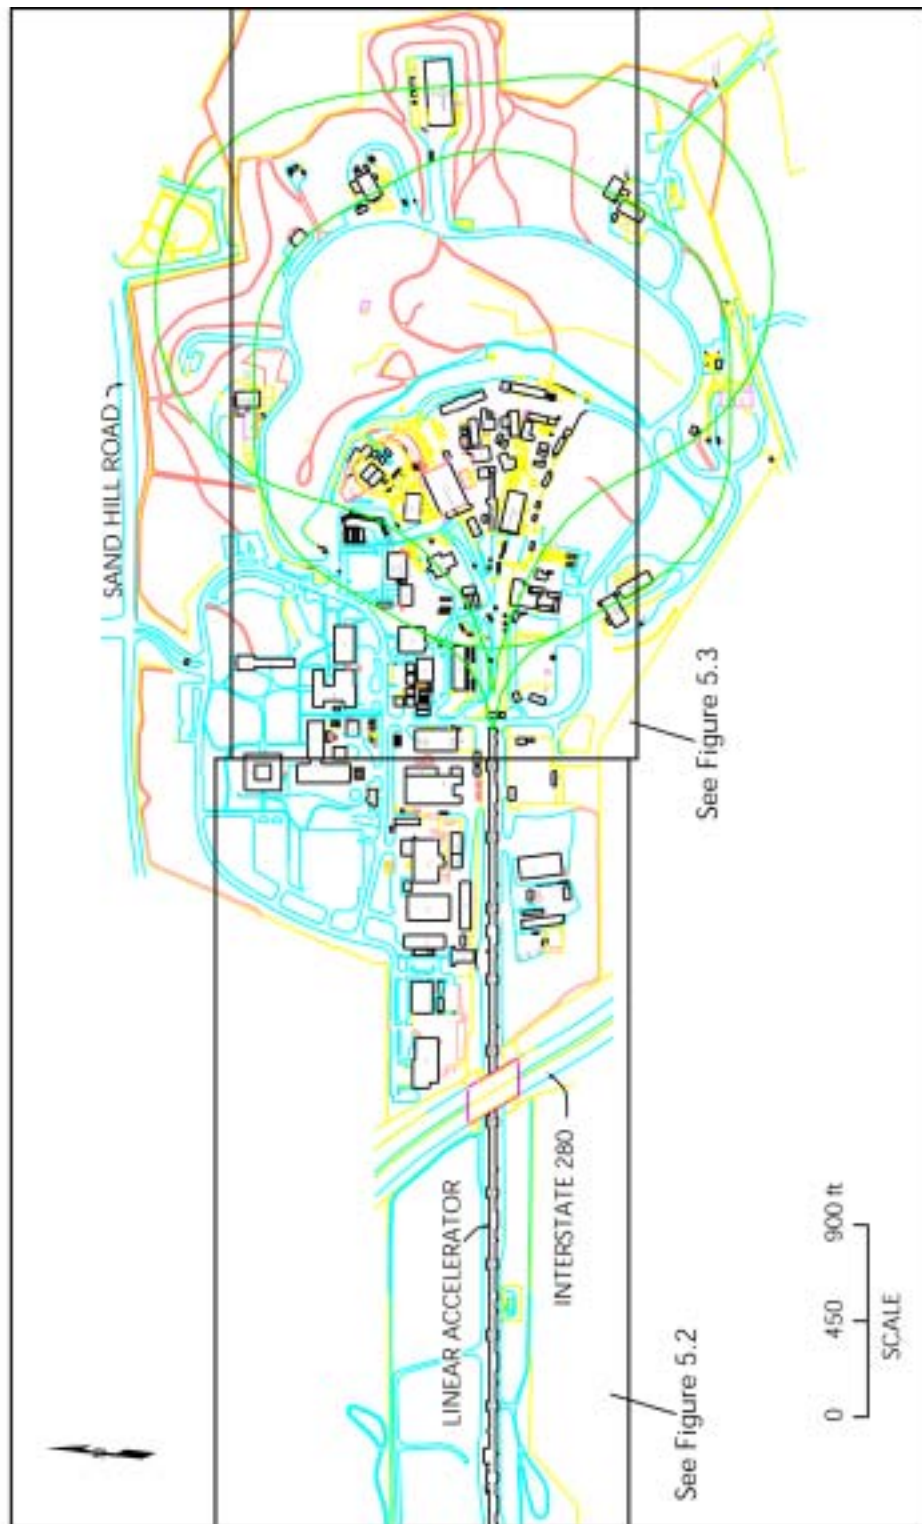 SAND HILL ROAD
See Figure 5.3
LINEAR ACCELERATOR
INTERSTATE 280
See Figure 5.2
0 450 900 ft
SCALE